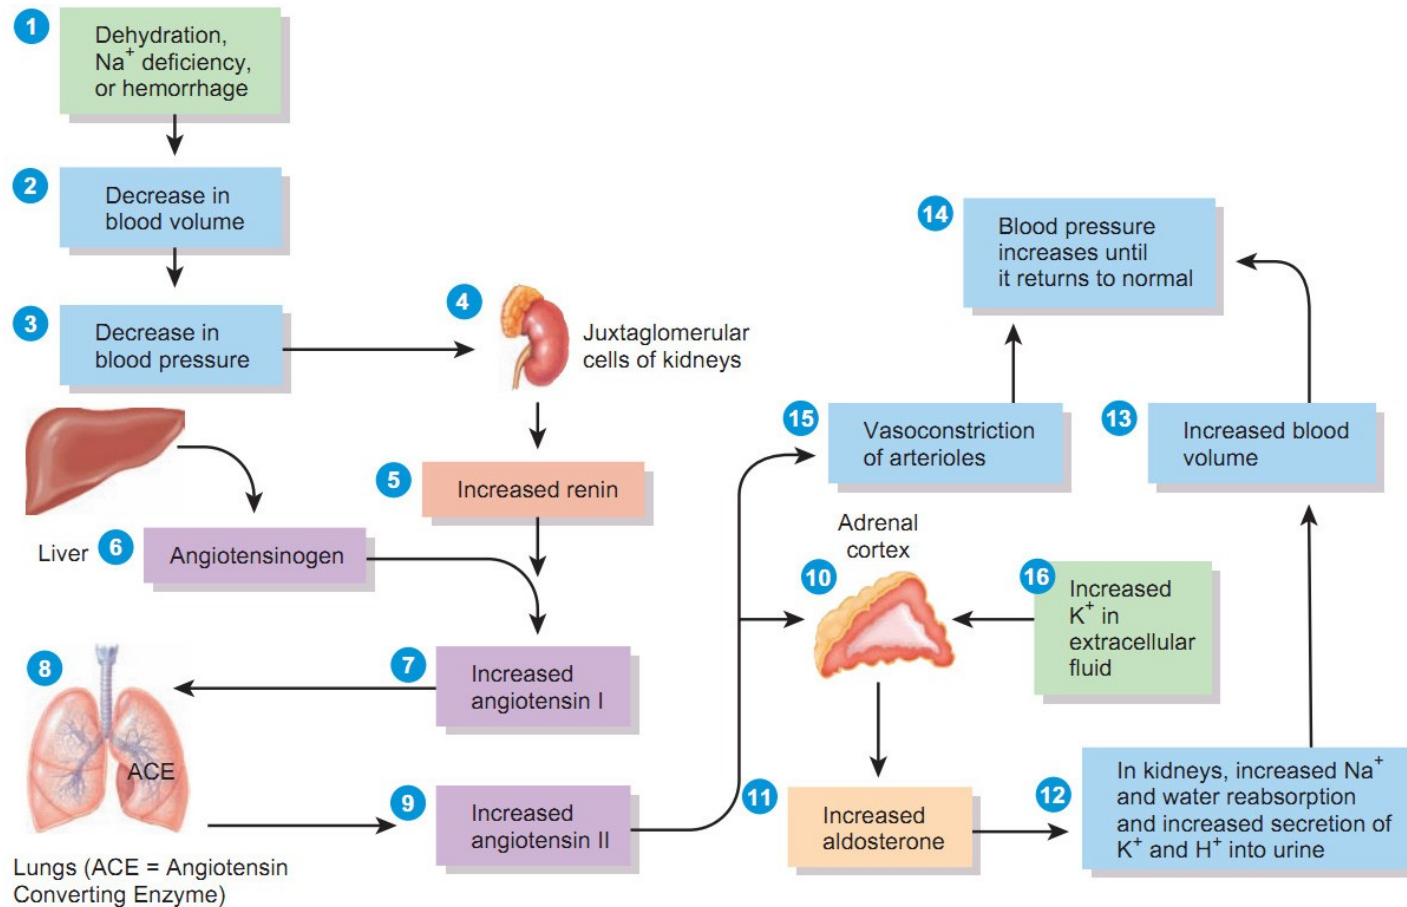 1
Dehydration,
Na+ deficiency,
or hemorrhage
2
Decrease in
blood volume
3
Decrease in
blood pressure
4
Juxtaglomerular
cells of kidneys
5
Increased renin
Liver
6
Angiotensinogen
7
Increased
angiotensin I
8
ACE
Lungs (ACE = Angiotensin
Converting Enzyme)
9
Increased
angiotensin II
10
Adrenal
cortex
11
Increased
aldosterone
12
In kidneys, increased Na+
and water reabsorption
and increased secretion of
K+ and H+ into urine
13
Increased blood
volume
14
Blood pressure
increases until
it returns to normal
15
Vasoconstriction
of arterioles
16
Increased
K+ in
extracellular
fluid